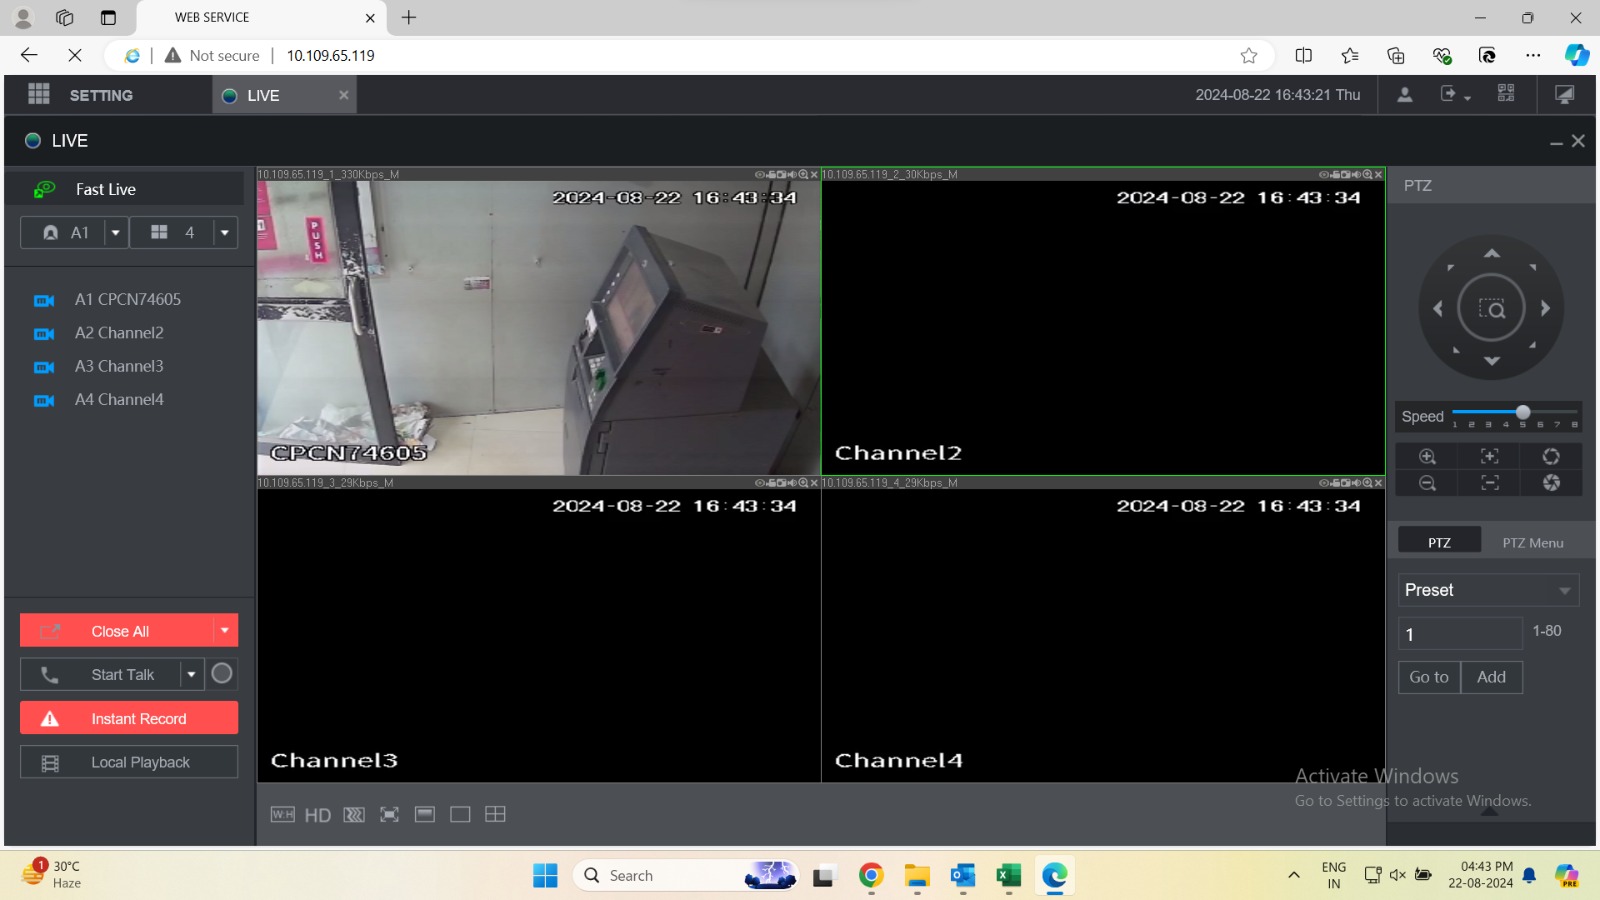 WEB SERVICE
Not secure
10.109.65.119
SETTING
LIVE
2024-08-22 16:43:21 Thu
LIVE
Fast Live
A1
4
A1 CPCN74605
A2 Channel2
A3 Channel3
A4 Channel4
Close All
Start Talk
Instant Record
Local Playback
10.109.65.119_1_330Kbps_M
2024-08-22 16:43:34
PUSH
CPCN74605
10.109.65.119_2_30Kbps_M
2024-08-22 16:43:34
Channel2
10.109.65.119_3_29Kbps_M
2024-08-22 16:43:34
Channel3
10.109.65.119_4_29Kbps_M
2024-08-22 16:43:34
Channel4
W:H
HD
PTZ
Speed
1 2 3 4 5 6 7 8
PTZ
PTZ Menu
Preset
1
1-80
Go to
Add
Activate Windows
Go to Settings to activate Windows.
1
30°C
Haze
Search
ENG
IN
04:43 PM
22-08-2024
PRE